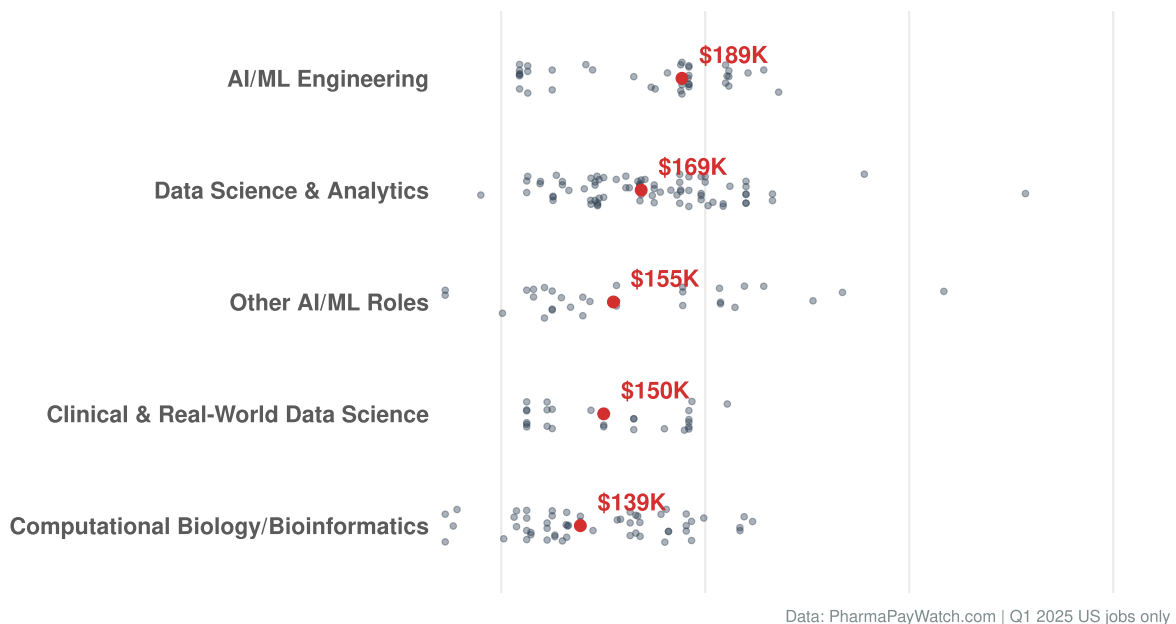 $189K
AI/ML Engineering
$169K
Data Science & Analytics
$155K
Other AI/ML Roles
$150K
Clinical & Real-World Data Science
$139K
Computational Biology/Bioinformatics
Data: PharmaPayWatch.com | Q1 2025 US jobs only